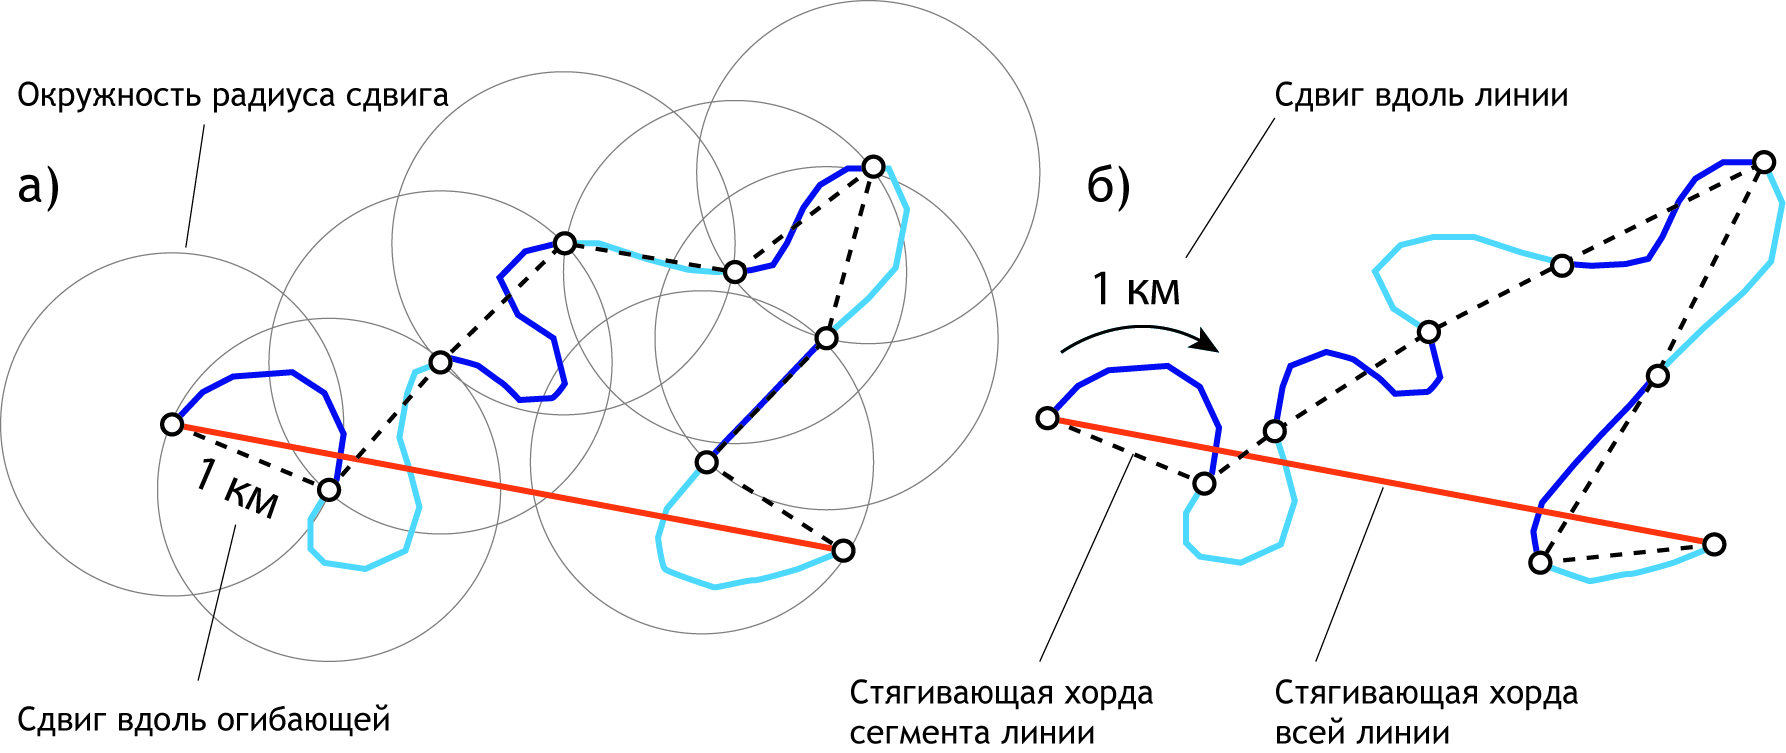 Окружность радиуса сдвига
Сдвиг вдоль линии
а)
б)
1 км
1 км
Сдвиг вдоль огибающей
Стягивающая хорда
сегмента линии
Стягивающая хорда
всей линии